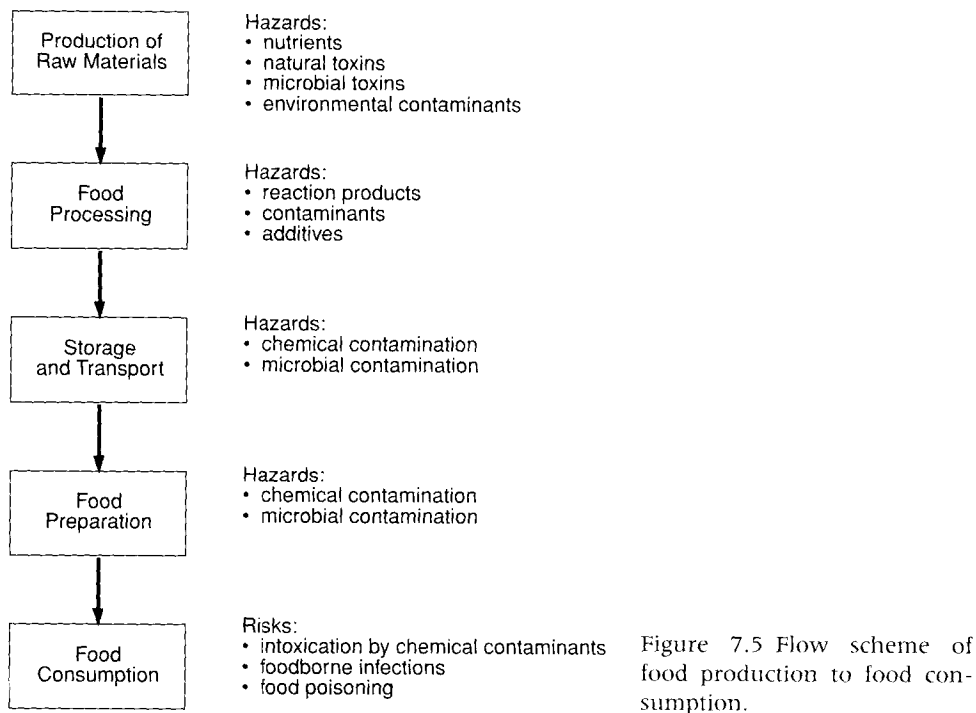 Production of
Raw Materials
Hazards:
• nutrients
• natural toxins
• microbial toxins
• environmental contaminants
Food
Processing
Hazards:
• reaction products
• contaminants
• additives
Storage
and Transport
Hazards:
• chemical contamination
• microbial contamination
Food
Preparation
Hazards:
• chemical contamination
• microbial contamination
Food
Consumption
Risks:
• intoxication by chemical contaminants
• foodborne infections
• food poisoning
Figure 7.5 Flow scheme of
food production to food con-
sumption.